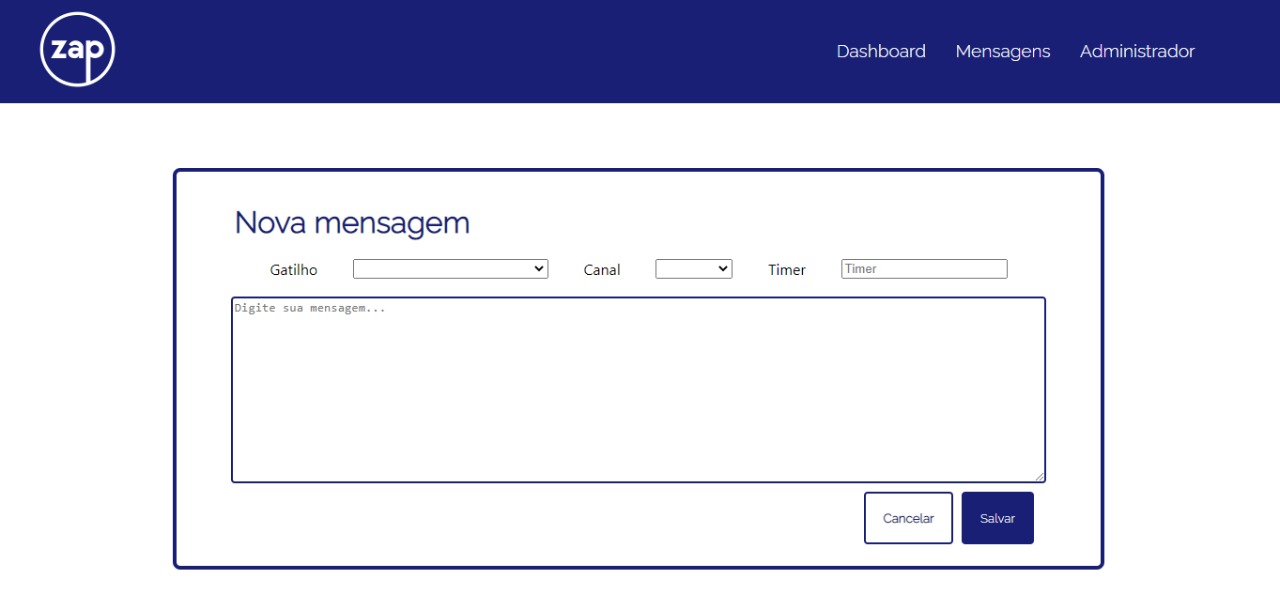 zap
Dashboard Mensagens Administrador
Nova mensagem
Gatilho Canal Timer Timer
Digite sua mensagem...
Cancelar Salvar